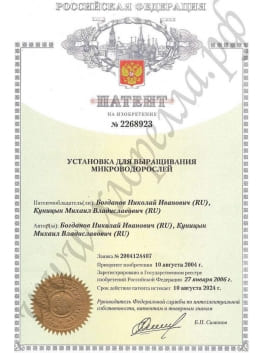 РОССИЙСКАЯ ФЕДЕРАЦИЯ
ПАТЕНТ
НА ИЗОБРЕТЕНИЕ
№ 2268923
УСТАНОВКА ДЛЯ ВЫРАЩИВАНИЯ
МИКРОВОДОРОСЛЕЙ
Патентообладатель(ли): Богданов Николай Иванович (RU),
Куницын Михаил Владиславович (RU)
Автор(ы): Богданов Николай Иванович (RU), Куницын
Михаил Владиславович (RU)
Заявка № 2004124407
Приоритет изобретения 10 августа 2004 г.
Зарегистрировано в Государственном реестре
изобретений Российской Федерации 27 января 2006 г.
Срок действия патента истекает 10 августа 2024 г.
Руководитель Федеральной службы по интеллектуальной
собственности, патентам и товарным знакам
Б.П. Симонов